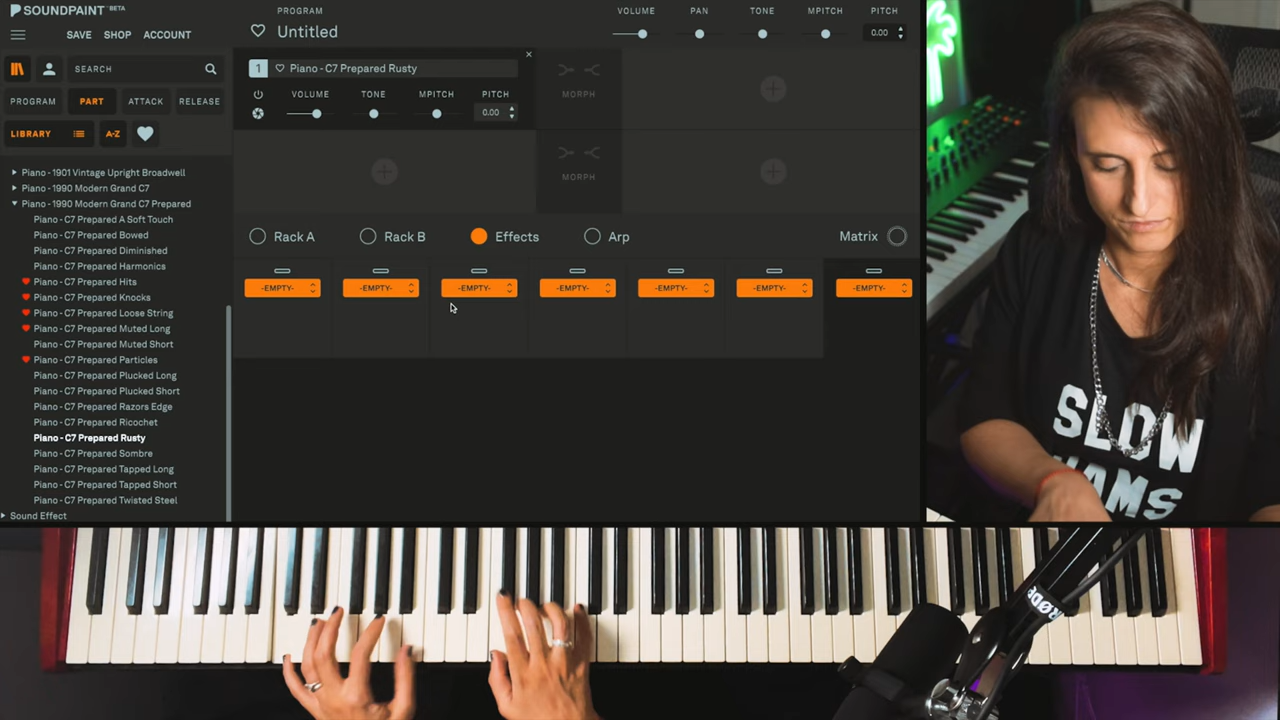 SOUNDPAINT BETA
SAVE SHOP ACCOUNT
SEARCH
PROGRAM PART ATTACK RELEASE
LIBRARY A-Z
Piano - 1901 Vintage Upright Broadwell
Piano - 1990 Modern Grand C7
Piano - 1990 Modern Grand C7 Prepared
Piano - C7 Prepared A Soft Touch
Piano - C7 Prepared Bowed
Piano - C7 Prepared Diminished
Piano - C7 Prepared Harmonics
Piano - C7 Prepared Hits
Piano - C7 Prepared Knocks
Piano - C7 Prepared Loose String
Piano - C7 Prepared Muted Long
Piano - C7 Prepared Muted Short
Piano - C7 Prepared Particles
Piano - C7 Prepared Plucked Long
Piano - C7 Prepared Plucked Short
Piano - C7 Prepared Razors Edge
Piano - C7 Prepared Ricochet
Piano - C7 Prepared Rusty
Piano - C7 Prepared Sombre
Piano - C7 Prepared Tapped Long
Piano - C7 Prepared Tapped Short
Piano - C7 Prepared Twisted Steel
Sound Effect
PROGRAM
Untitled
VOLUME PAN TONE MPITCH PITCH
0.00
1 Piano - C7 Prepared Rusty
VOLUME TONE MPITCH PITCH
0.00
MORPH
MORPH
Rack A Rack B Effects Arp Matrix
-EMPTY- -EMPTY- -EMPTY- -EMPTY- -EMPTY- -EMPTY- -EMPTY-
SLOW
JAMS
RØDE